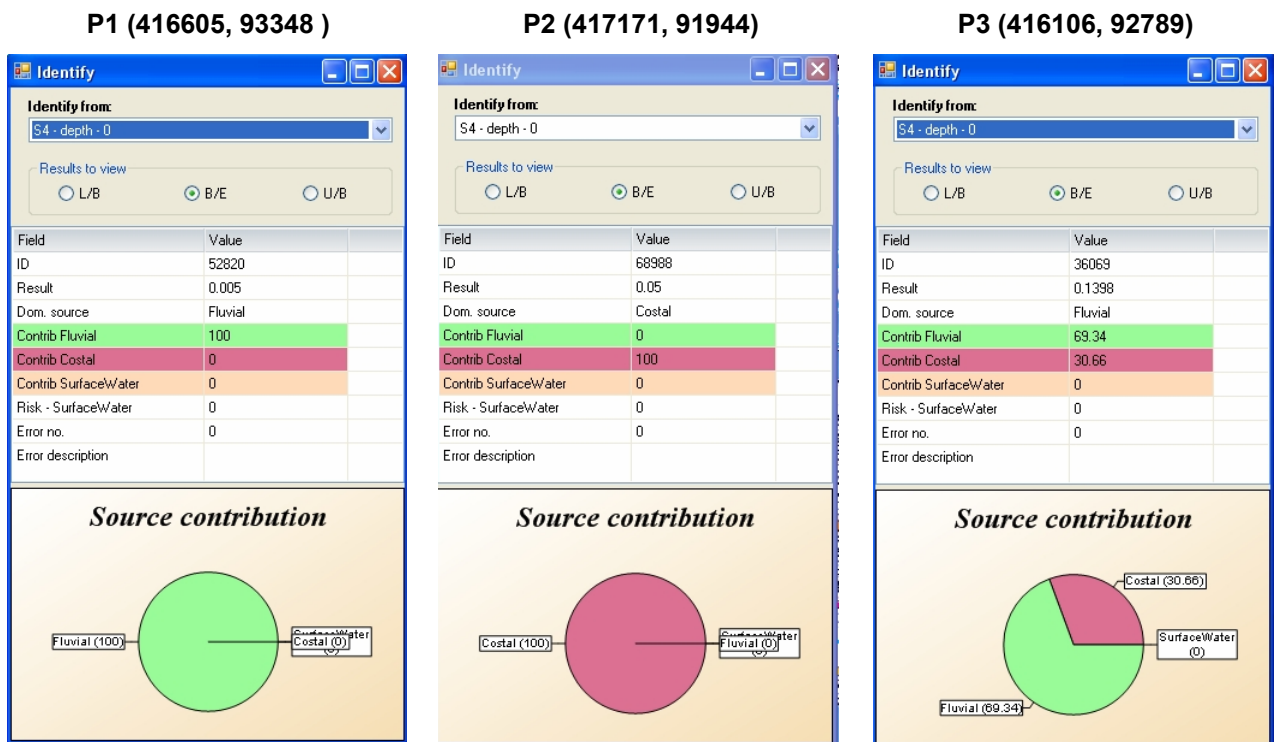 P1 (416605, 93348 )
Identify
Identify from:
S4 - depth - 0
Results to view
L/B B/E U/B
Field Value
ID 52820
Result 0.005
Dom. source Fluvial
Contrib Fluvial 100
Contrib Costal 0
Contrib SurfaceWater 0
Risk - SurfaceWater 0
Error no. 0
Error description
Source contribution
Fluvial (100)
Costal (0)
P2 (417171, 91944)
Identify
Identify from:
S4 - depth - 0
Results to view
L/B B/E U/B
Field Value
ID 68988
Result 0.05
Dom. source Costal
Contrib Fluvial 0
Contrib Costal 100
Contrib SurfaceWater 0
Risk - SurfaceWater 0
Error no. 0
Error description
Source contribution
Costal (100)
Fluvial (0)
P3 (416106, 92789)
Identify
Identify from:
S4 - depth - 0
Results to view
L/B B/E U/B
Field Value
ID 36069
Result 0.1398
Dom. source Fluvial
Contrib Fluvial 69.34
Contrib Costal 30.66
Contrib SurfaceWater 0
Risk - SurfaceWater 0
Error no. 0
Error description
Source contribution
Costal (30.66)
SurfaceWater
(0)
Fluvial (69.34)